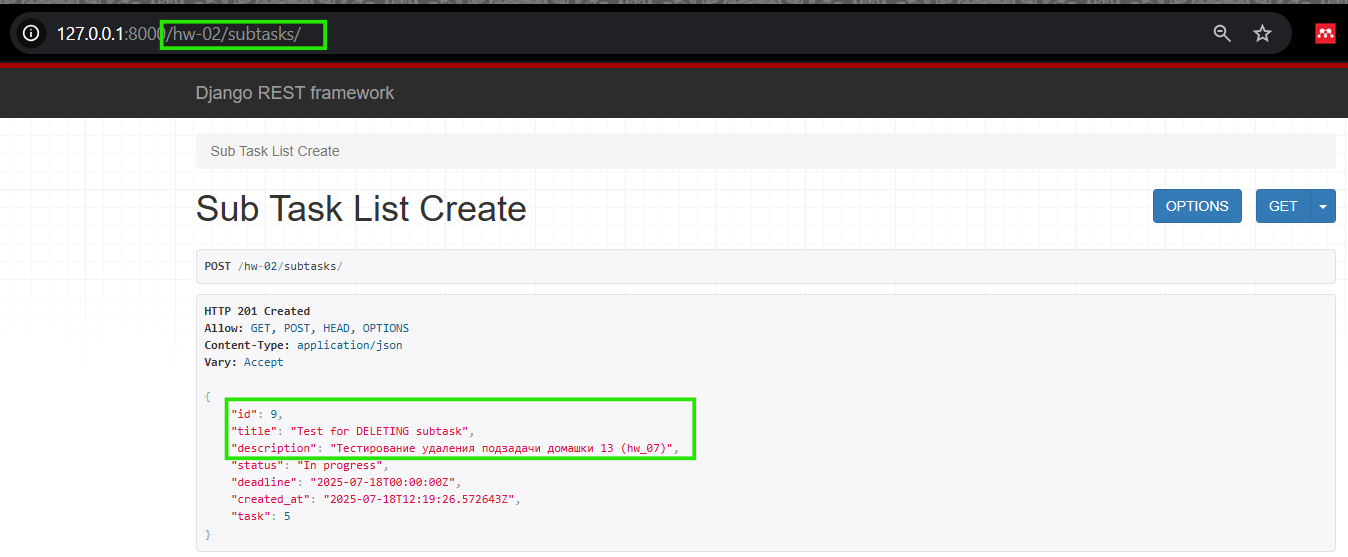 127.0.0.1:8000/hw-02/subtasks/
Django REST framework
Sub Task List Create
Sub Task List Create
OPTIONS
GET
POST /hw-02/subtasks/
HTTP 201 Created
Allow: GET, POST, HEAD, OPTIONS
Content-Type: application/json
Vary: Accept
{
"id": 9,
"title": "Test for DELETING subtask",
"description": "Тестирование удаления подзадачи домашки 13 (hw_07)",
"status": "In progress",
"deadline": "2025-07-18T00:00:00Z",
"created_at": "2025-07-18T12:19:26.572643Z",
"task": 5
}